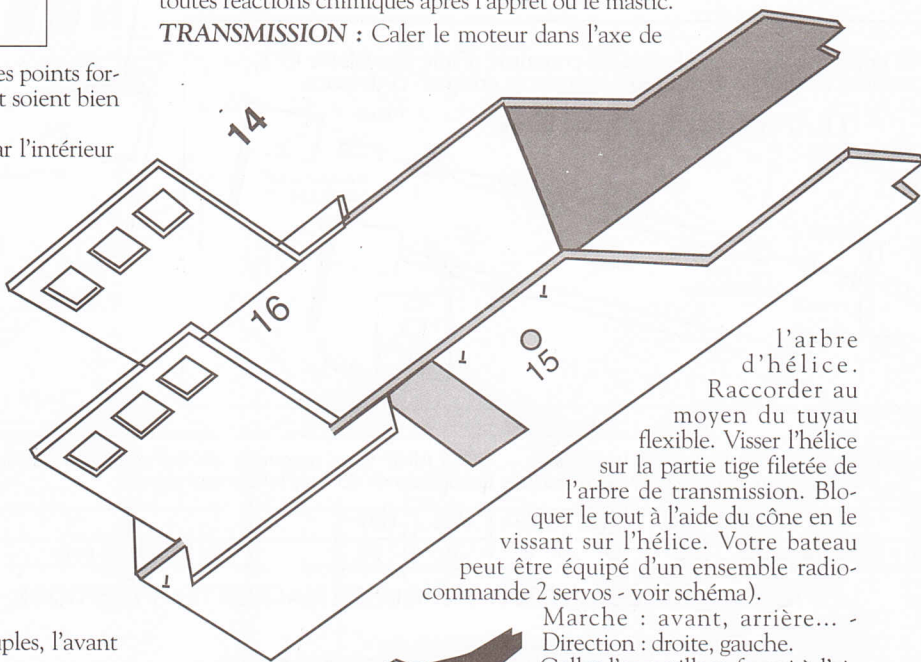 toutes réactions chimiques après l'apprêt ou le mastic.
TRANSMISSION : Caler le moteur dans l'axe de
es points for-
t soient bien
ar l'intérieur
14
16
15
l'arbre
d'hélice.
Raccorder au
moyen du tuyau
flexible. Visser l'hélice
sur la partie tige filetée de
l'arbre de transmission. Blo-
quer le tout à l'aide du cône en le
vissant sur l'hélice. Votre bateau
peut être équipé d'un ensemble radio-
commande 2 servos - voir schéma).
Marche : avant, arrière... -
Direction : droite, gauche.
uples, l'avant